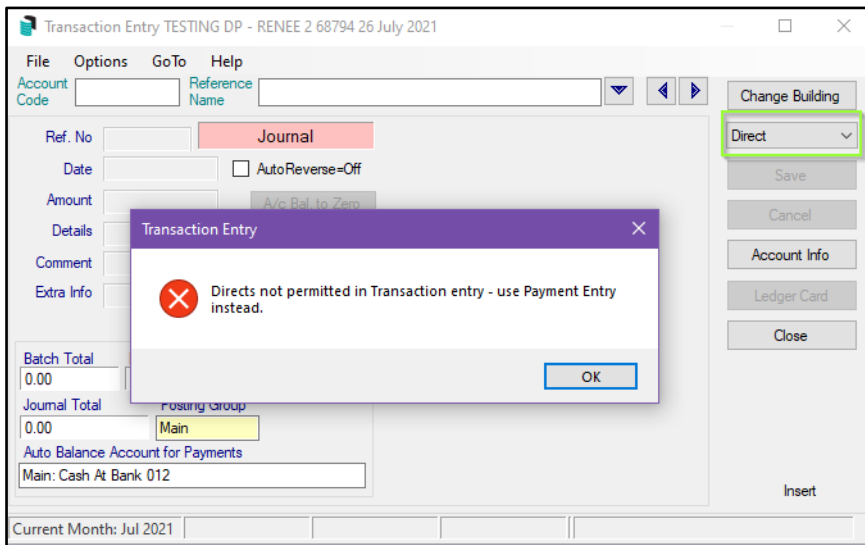 Transaction Entry TESTING DP - RENEE 2 68794 26 July 2021
File Options GoTo Help
Account Code
Reference Name
Change Building
Ref. No
Journal
Direct
Date
AutoReverse=Off
Save
Amount
A/c Bal. to Zero
Cancel
Details
Transaction Entry
Comment
Account Info
Extra Info
Directs not permitted in Transaction entry - use Payment Entry
instead.
Ledger Card
Close
OK
Batch Total
0.00
Journal Total
Posting Group
0.00
Main
Auto Balance Account for Payments
Main: Cash At Bank 012
Insert
Current Month: Jul 2021